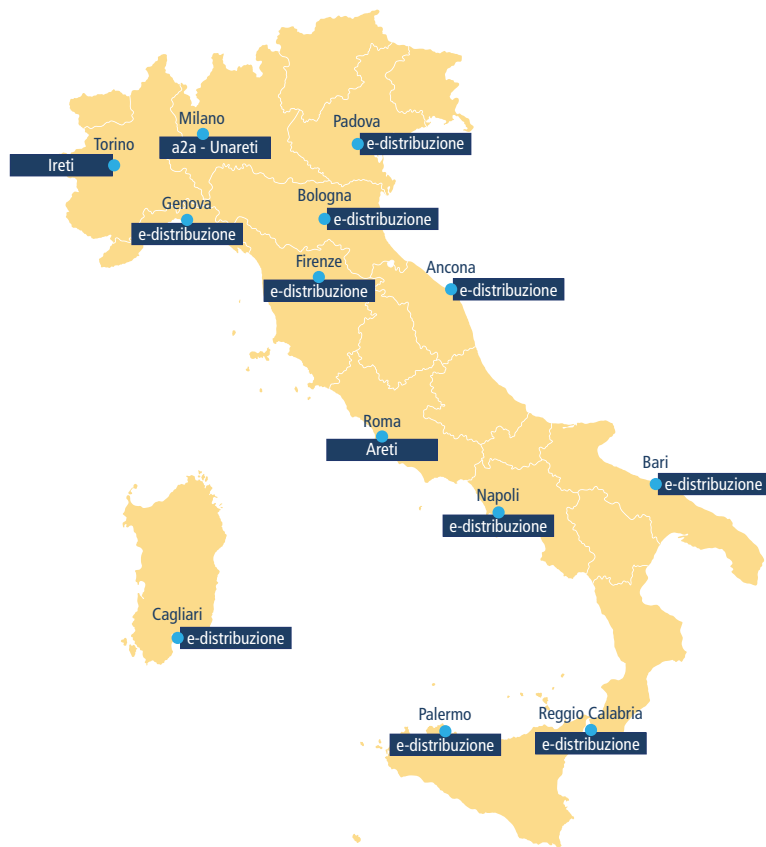 Milano
a2a - Unareti
Padova
e-distribuzione
Torino
Ireti
Genova
e-distribuzione
Bologna
e-distribuzione
Firenze
e-distribuzione
Ancona
e-distribuzione
Roma
Areti
Bari
e-distribuzione
Napoli
e-distribuzione
Cagliari
e-distribuzione
Palermo
e-distribuzione
Reggio Calabria
e-distribuzione